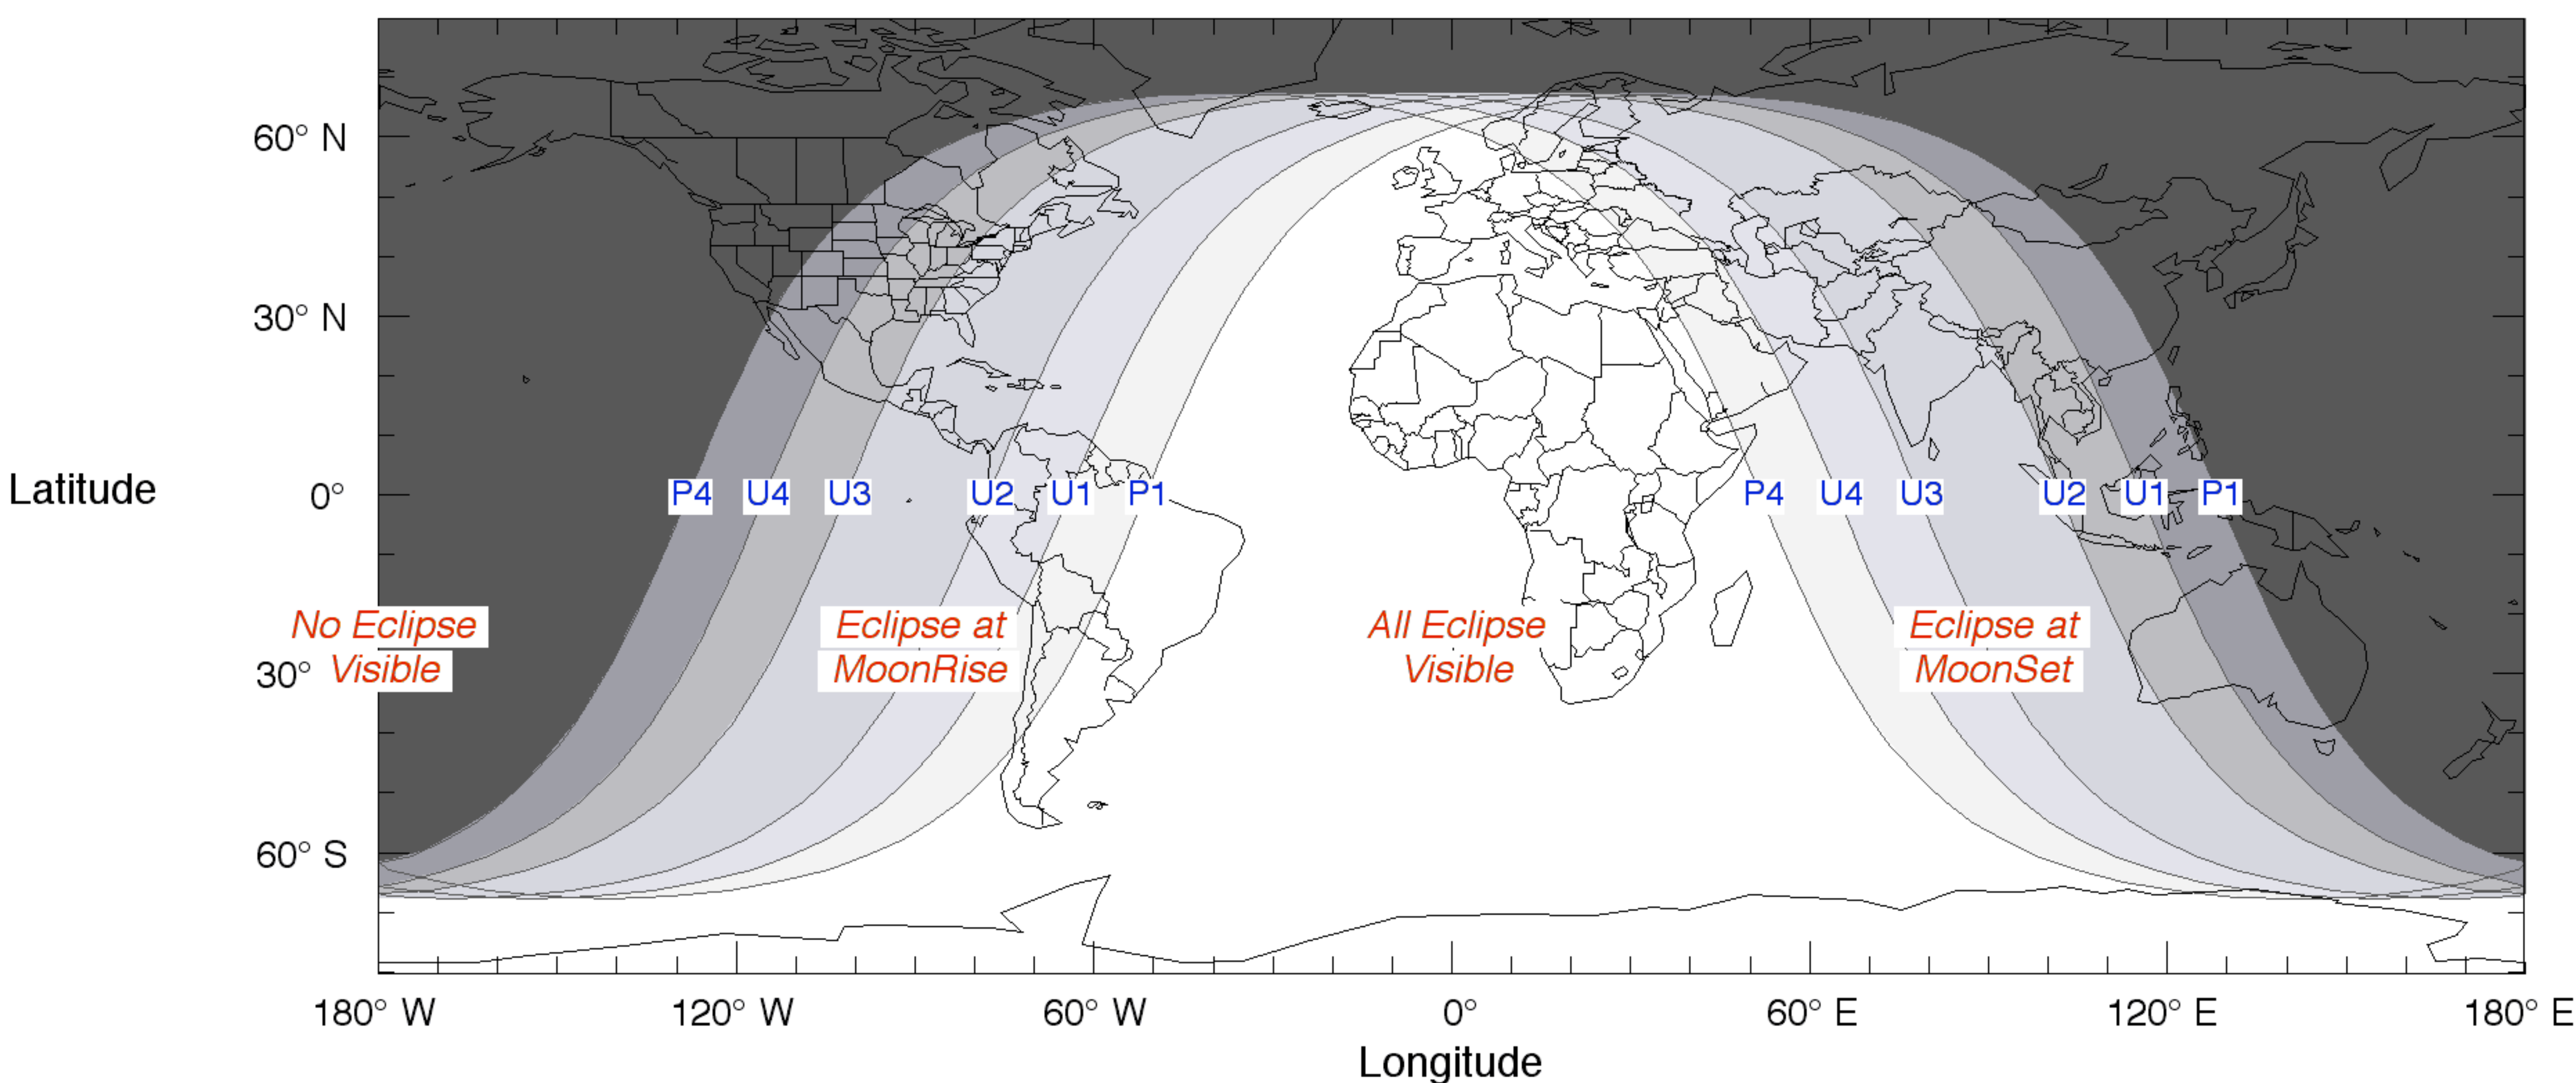 60° N
30° N
Latitude
0°
P4 U4 U3 U2 U1 P1 P4 U4 U3 U2 U1 P1
No Eclipse
Visible
Eclipse at
MoonRise
All Eclipse
Visible
Eclipse at
MoonSet
30°
60° S
180° W 120° W 60° W 0° 60° E 120° E 180° E
Longitude